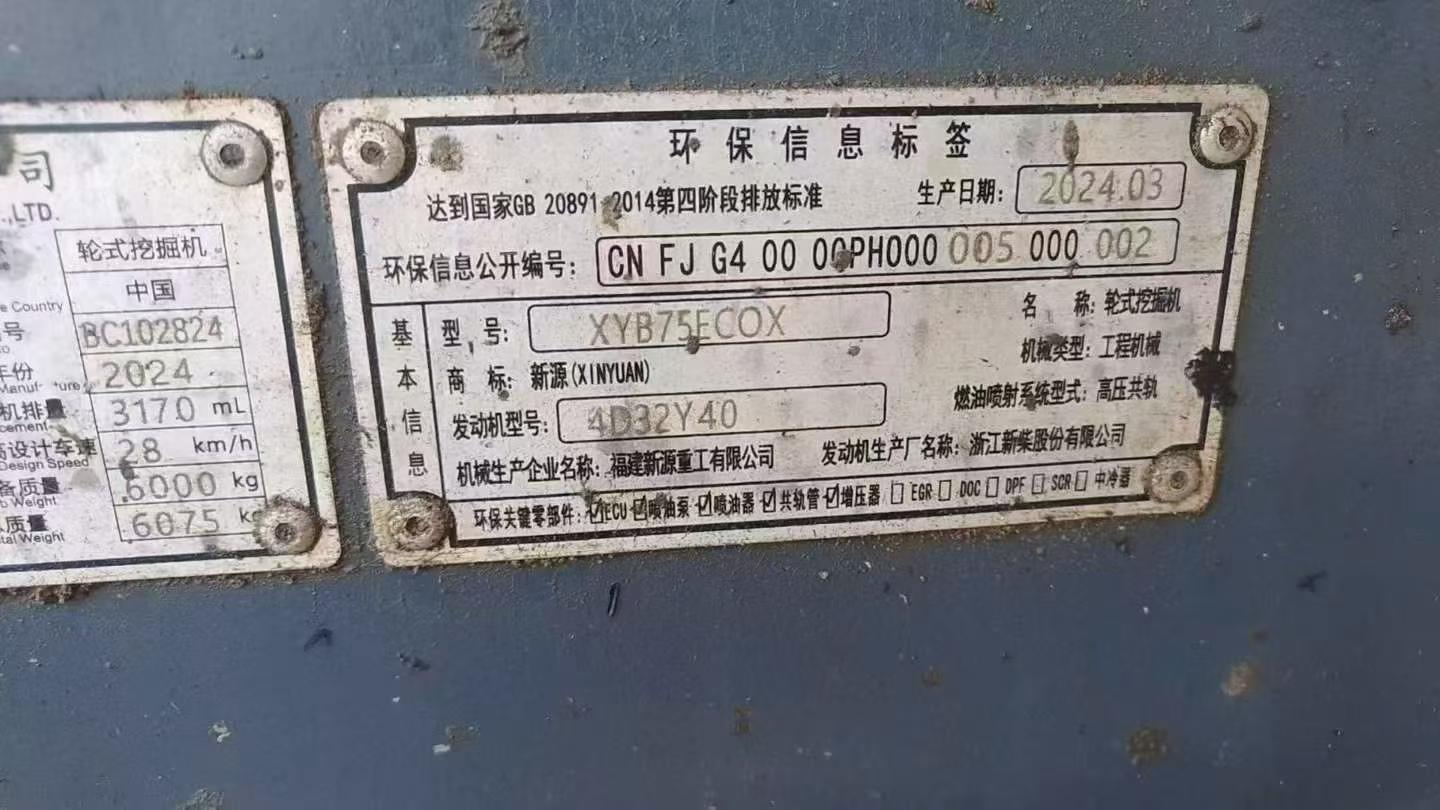 司
.,LTD.
轮式挖掘机
e Country 中国
号 BC102824
年份 2024
Manuf ture
机排量 3170 mL
cement
设计车速 28 km/h
Design Speed
备质量 6000 kg
Weight
质量 6075 kg
tal Weight
环保信息标签
达到国家GB 20891-2014第四阶段排放标准 生产日期: 2024.03
环保信息公开编号: CN FJ G4 00 00PH000 005 000 002
基本信息
型号: XYB75ECOX 名称: 轮式挖掘机
商标: 新源(XINYUAN) 机械类型: 工程机械
发动机型号: 4D32Y40 燃油喷射系统型式: 高压共轨
机械生产企业名称: 福建新源重工有限公司 发动机生产厂名称: 浙江新柴股份有限公司
环保关键零部件: ☑ECU ☑喷油泵 ☑喷油器 ☑共轨管 ☑增压器 □EGR □DOC □DPF □SCR □中冷器